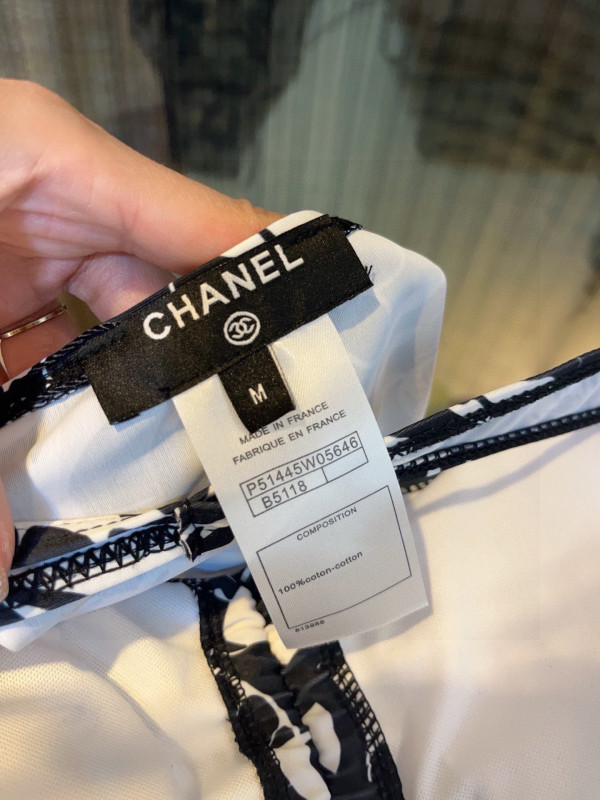 CHANEL
M
MADE IN FRANCE
FABRIQUE EN FRANCE
P51445W05646
B5118
COMPOSITION
100%coton-cotton